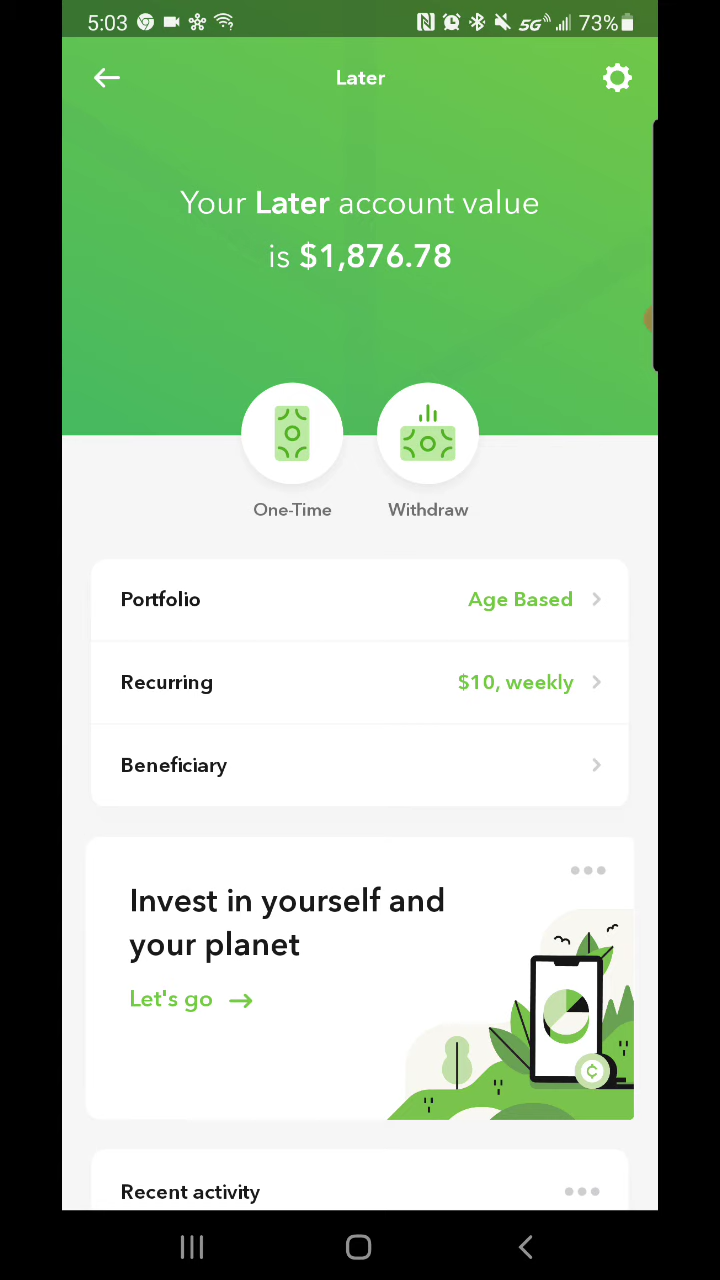 5:03 5G 73%
Later
Your Later account value
is $1,876.78
One-Time Withdraw
Portfolio Age Based
Recurring $10, weekly
Beneficiary
Invest in yourself and
your planet
Let's go
¢
Recent activity